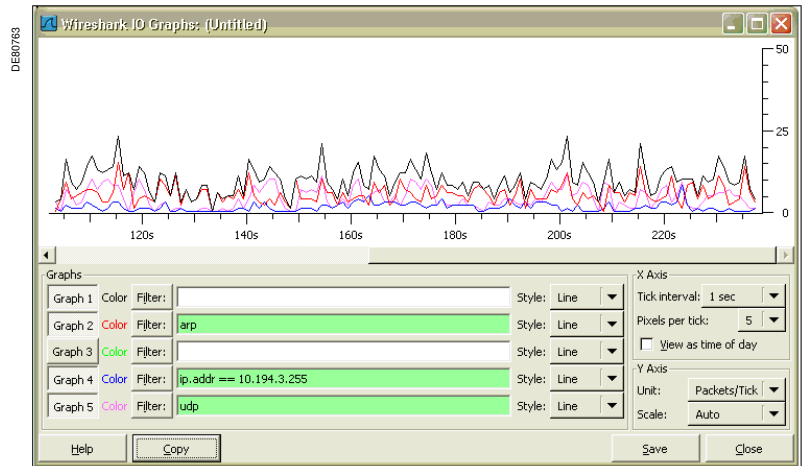 DE80763
Wireshark IO Graphs: (Untitled)
50
25
0
120s 140s 160s 180s 200s 220s
Graphs
Graph 1 Color Filter: Style: Line
Graph 2 Color Filter: arp Style: Line
Graph 3 Color Filter: Style: Line
Graph 4 Color Filter: ip.addr == 10.194.3.255 Style: Line
Graph 5 Color Filter: udp Style: Line
X Axis
Tick interval: 1 sec
Pixels per tick: 5
View as time of day
Y Axis
Unit: Packets/Tick
Scale: Auto
Help Copy Save Close